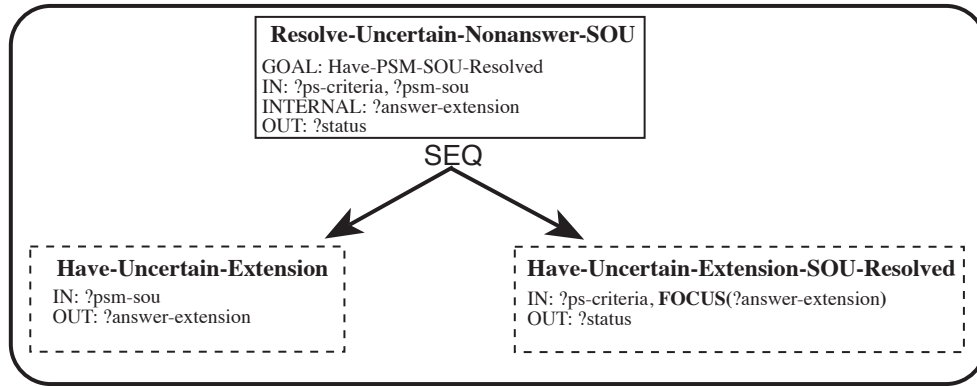 Resolve-Uncertain-Nonanswer-SOU
GOAL: Have-PSM-SOU-Resolved
IN: ?ps-criteria, ?psm-sou
INTERNAL: ?answer-extension
OUT: ?status
SEQ
Have-Uncertain-Extension
IN: ?psm-sou
OUT: ?answer-extension
Have-Uncertain-Extension-SOU-Resolved
IN: ?ps-criteria, FOCUS(?answer-extension)
OUT: ?status